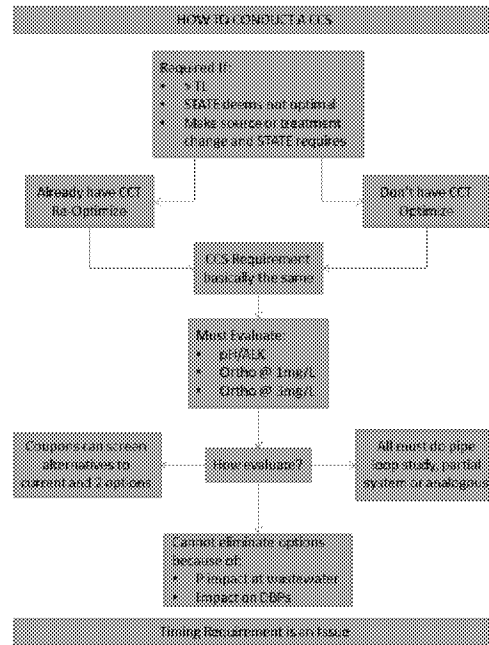 HOW TO CONDUCT A CCS
Required If:
• > TL
• STATE deems not optimal
• Make source or treatment
change and STATE requires
Already have CCT
Re-Optimize
Don't have CCT
Optimize
CCS Requirement
basically the same
Must Evaluate:
• pH/ALK
• Ortho @ 1mg/L
• Ortho @ 3mg/L
Coupons can screen
alternatives to
current and 2 options
How evaluate?
All must do pipe
loop study, partial
system or analogous
Cannot eliminate options
because of:
• P impact at wastewater
• Impact on DBPs
Timing Requirement is an Issue